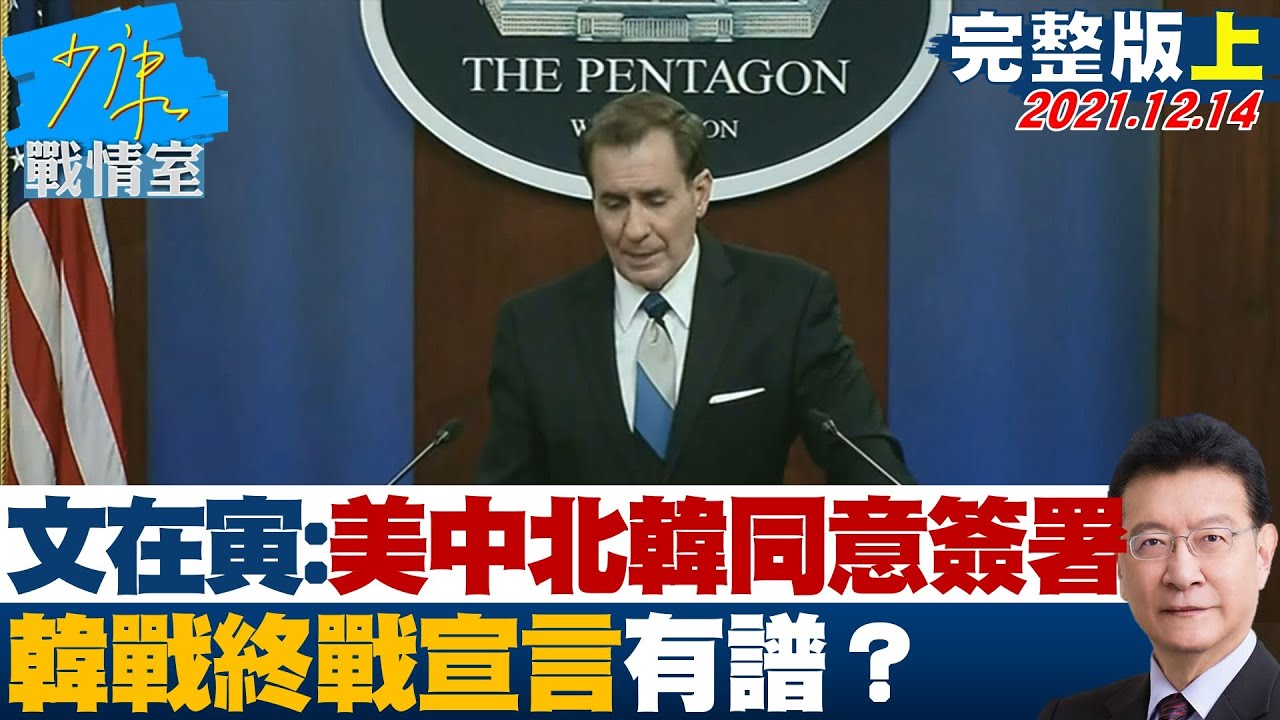 少康
戰情室
完整版上
2021.12.14
THE PENTAGON
文在寅:美中北韓同意簽署
韓戰終戰宣言有譜？